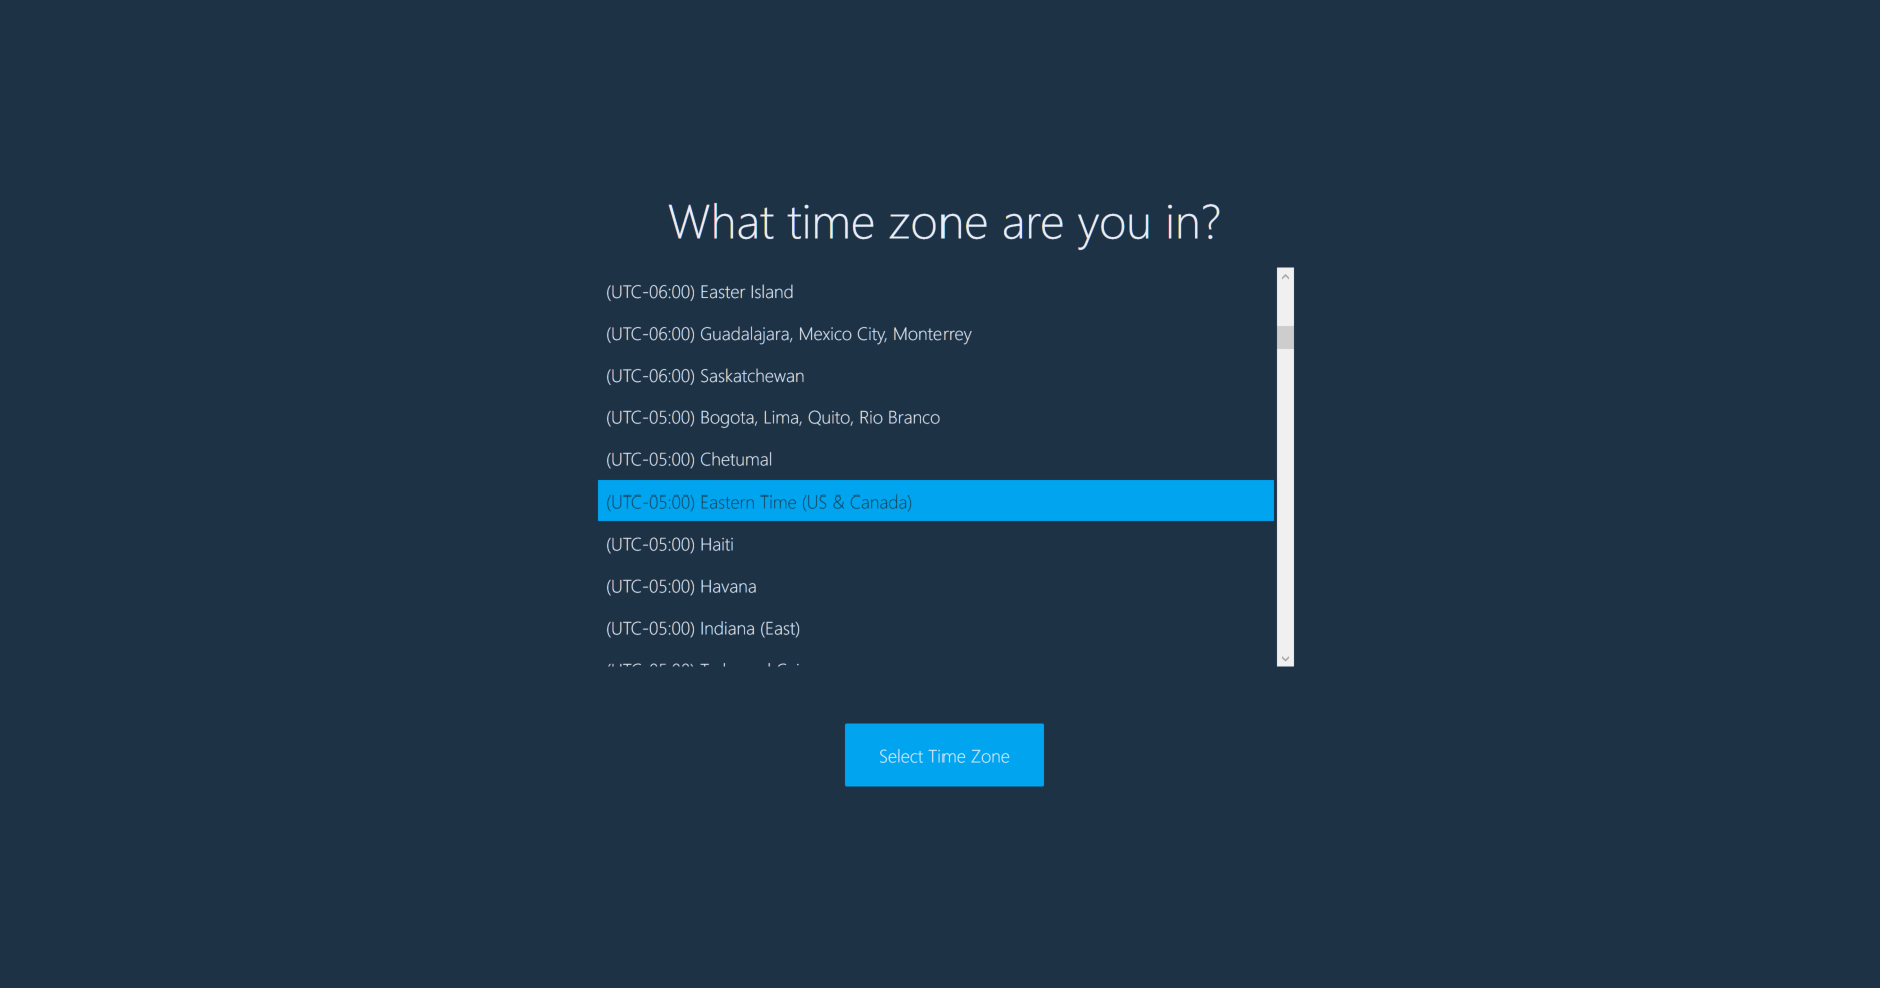 What time zone are you in?
(UTC-06:00) Easter Island
(UTC-06:00) Guadalajara, Mexico City, Monterrey
(UTC-06:00) Saskatchewan
(UTC-05:00) Bogota, Lima, Quito, Rio Branco
(UTC-05:00) Chetumal
(UTC-05:00) Eastern Time (US & Canada)
(UTC-05:00) Haiti
(UTC-05:00) Havana
(UTC-05:00) Indiana (East)
Select Time Zone